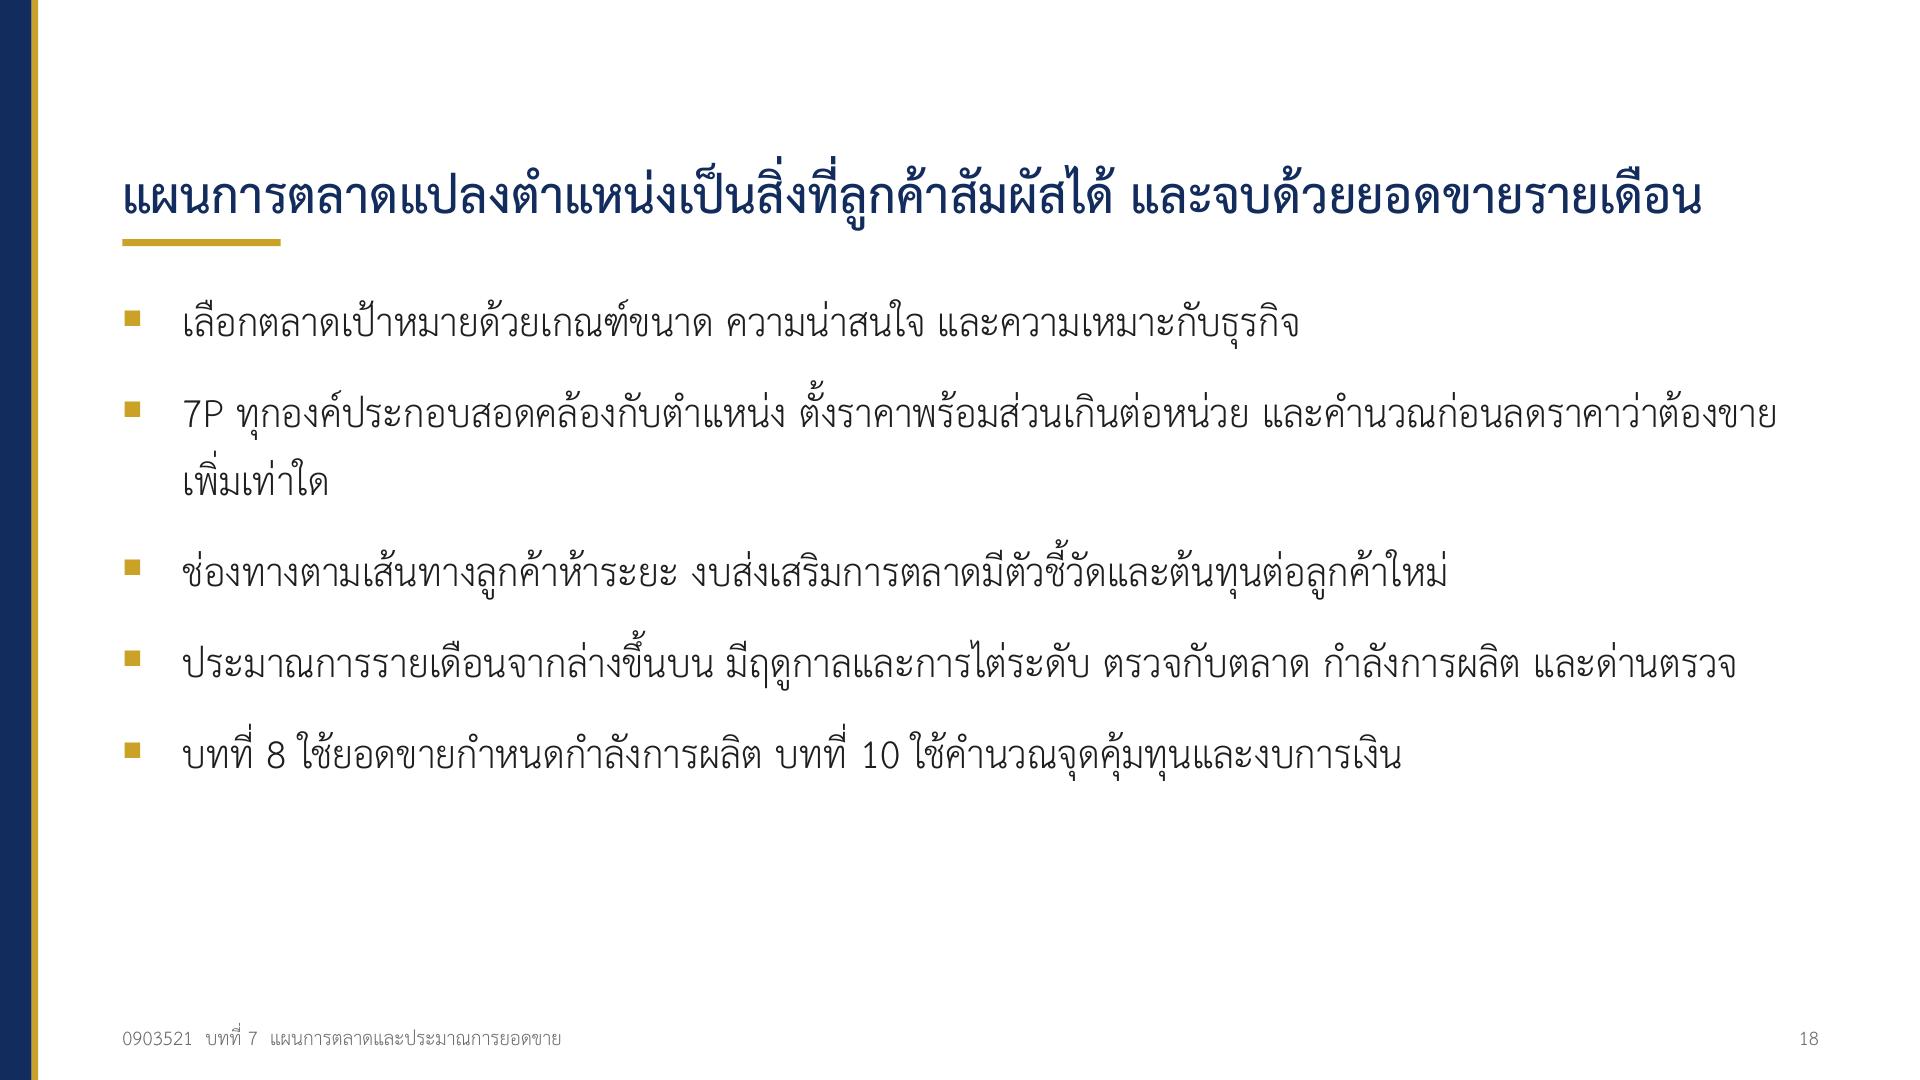 แผนการตลาดแปลงตำแหน่งเป็นสิ่งที่ลูกค้าสัมผัสได้ และจบด้วยยอดขายรายเดือน
เลือกตลาดเป้าหมายด้วยเกณฑ์ขนาด ความน่าสนใจ และความเหมาะกับธุรกิจ
7P ทุกองค์ประกอบสอดคล้องกับตำแหน่ง ตั้งราคาพร้อมส่วนเกินต่อหน่วย และคำนวณก่อนลดราคาว่าต้องขาย
เพิ่มเท่าใด
ช่องทางตามเส้นทางลูกค้าห้าระยะ งบส่งเสริมการตลาดมีตัวชี้วัดและต้นทุนต่อลูกค้าใหม่
ประมาณการรายเดือนจากล่างขึ้นบน มีฤดูกาลและการไต่ระดับ ตรวจกับตลาด กำลังการผลิต และด่านตรวจ
บทที่ 8 ใช้ยอดขายกำหนดกำลังการผลิต บทที่ 10 ใช้คำนวณจุดคุ้มทุนและงบการเงิน
0903521 บทที่ 7 แผนการตลาดและประมาณการยอดขาย
18